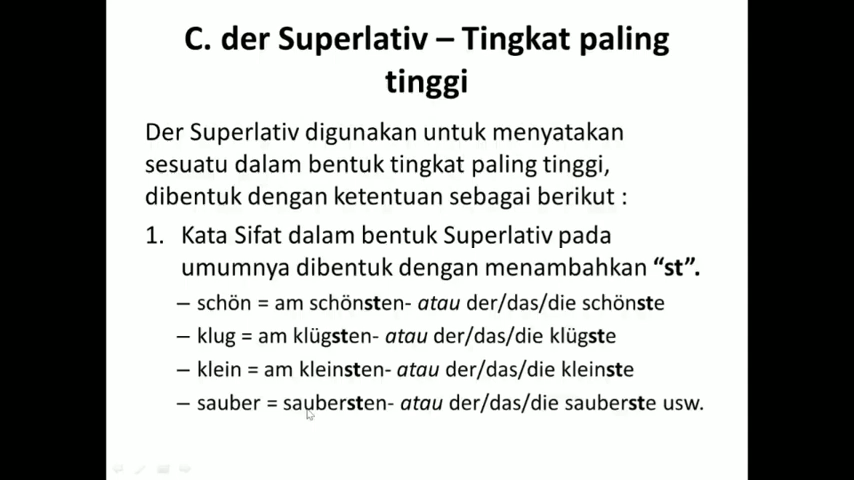 C. der Superlativ – Tingkat paling
tinggi
Der Superlativ digunakan untuk menyatakan
sesuatu dalam bentuk tingkat paling tinggi,
dibentuk dengan ketentuan sebagai berikut :
1. Kata Sifat dalam bentuk Superlativ pada
umumnya dibentuk dengan menambahkan “st”.
– schön = am schönsten- atau der/das/die schönste
– klug = am klügsten- atau der/das/die klügste
– klein = am kleinsten- atau der/das/die kleinste
– sauber = saubersten- atau der/das/die sauberste usw.